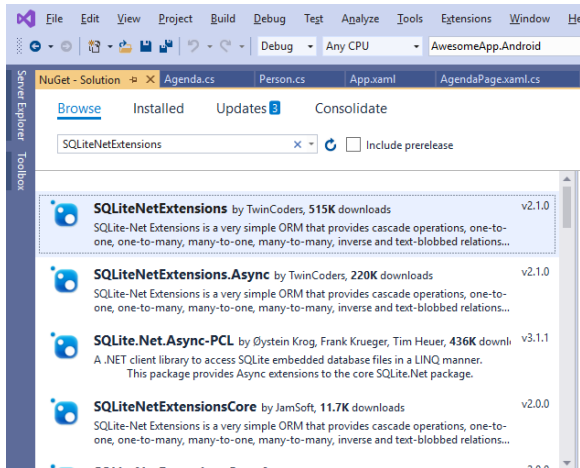 File Edit View Project Build Debug Test Analyze Tools Extensions Window
Debug Any CPU AwesomeApp.Android
Server Explorer
Toolbox
NuGet - Solution Agenda.cs Person.cs App.xaml AgendaPage.xaml.cs
Browse Installed Updates 3 Consolidate
SQLiteNetExtensions Include prerelease
SQLiteNetExtensions by TwinCoders, 515K downloads v2.1.0
SQLite-Net Extensions is a very simple ORM that provides cascade operations, one-to-
one, one-to-many, many-to-one, many-to-many, inverse and text-blobbed relations...
SQLiteNetExtensions.Async by TwinCoders, 220K downloads v2.1.0
SQLite-Net Extensions is a very simple ORM that provides cascade operations, one-to-
one, one-to-many, many-to-one, many-to-many, inverse and text-blobbed relations...
SQLite.Net.Async-PCL by Øystein Krog, Frank Krueger, Tim Heuer, 436K downl v3.1.1
A .NET client library to access SQLite embedded database files in a LINQ manner.
This package provides Async extensions to the core SQLite.Net package.
SQLiteNetExtensionsCore by JamSoft, 11.7K downloads v2.0.0
SQLite-Net Extensions is a very simple ORM that provides cascade operations, one-to-
one, one-to-many, many-to-one, many-to-many, inverse and text-blobbed relations...